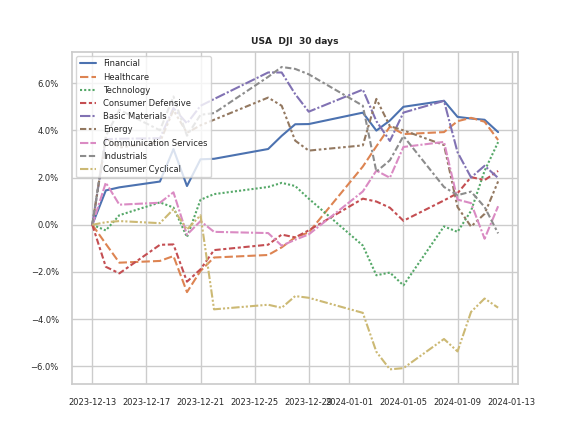 USA DJI 30 days
Financial
Healthcare
Technology
Consumer Defensive
Basic Materials
Energy
Communication Services
Industrials
Consumer Cyclical
6.0%
4.0%
2.0%
0.0%
−2.0%
−4.0%
−6.0%
2023-12-13 2023-12-17 2023-12-21 2023-12-25 2023-12-29 2024-01-01 2024-01-05 2024-01-09 2024-01-13